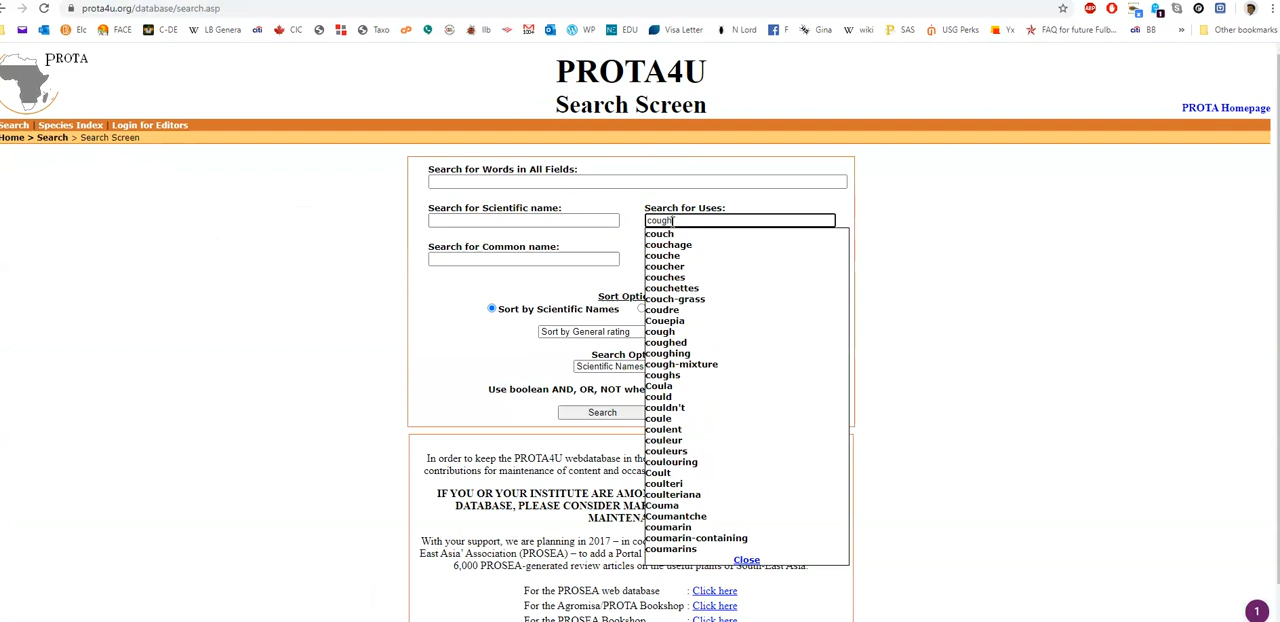 prota4u.org/database/search.asp
Elc FACE C-DE LB Genera CIC Taxo IIb WP EDU Visa Letter N Lord F Gina wiki SAS USG Perks Yx FAQ for future Fulb... BB » Other bookmarks
PROTA
PROTA4U
Search Screen
PROTA Homepage
Search | Species Index | Login for Editors
Home > Search > Search Screen
Search for Words in All Fields:
Search for Scientific name:
Search for Uses:
cough
Search for Common name:
Sort Opti
Sort by Scientific Names
Sort by General rating
Search Opt
Scientific Names
Use boolean AND, OR, NOT whe
Search
couch
couchage
couche
coucher
couches
couchettes
couch-grass
coudre
Couepia
cough
coughed
coughing
cough-mixture
coughs
Coula
could
couldn't
coule
coulent
couleur
couleurs
coulouring
Coult
coulteri
coulteriana
Couma
Coumantche
coumarin
coumarin-containing
coumarins
Close
In order to keep the PROTA4U webdatabase in the
contributions for maintenance of content and occas
IF YOU OR YOUR INSTITUTE ARE AMO
DATABASE, PLEASE CONSIDER MA
MAINTENA
With your support, we are planning in 2017 – in co
East Asia' Association (PROSEA) – to add a Portal
6,000 PROSEA-generated review articles on the useful plants of South-East Asia.
For the PROSEA web database : Click here
For the Agromisa/PROTA Bookshop : Click here
For the PROSEA Bookshop : Click here
1